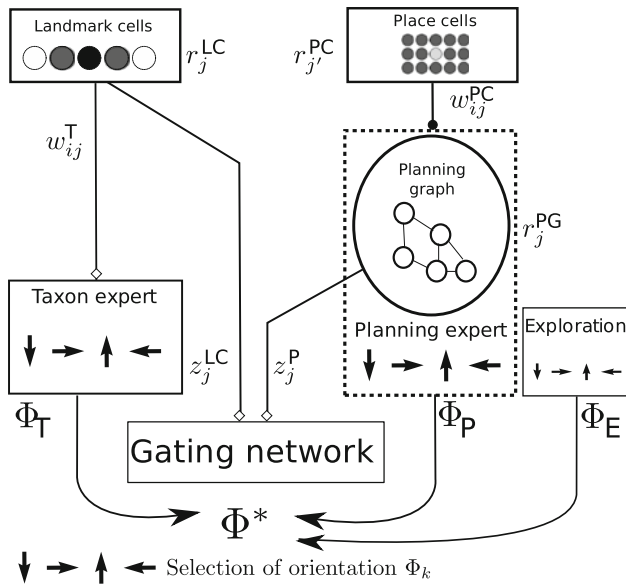 Landmark cells
r_j^LC
Place cells
r_j'^PC
w_ij^T
w_ij^PC
Planning
graph
r_j^PG
Taxon expert
Planning expert
Exploration
z_j^LC
z_j^P
Φ_T
Φ_P
Φ_E
Gating network
Φ*
Selection of orientation Φ_k